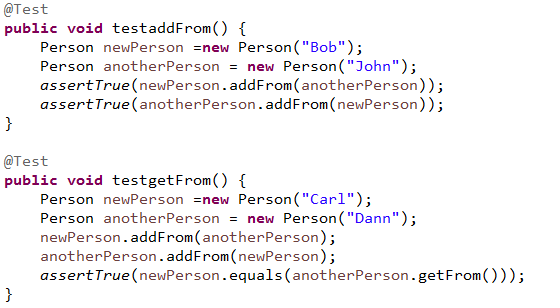 @Test
public void testaddFrom() {
    Person newPerson =new Person("Bob");
    Person anotherPerson = new Person("John");
    assertTrue(newPerson.addFrom(anotherPerson));
    assertTrue(anotherPerson.addFrom(newPerson));
}

@Test
public void testgetFrom() {
    Person newPerson =new Person("Carl");
    Person anotherPerson = new Person("Dann");
    newPerson.addFrom(anotherPerson);
    anotherPerson.addFrom(newPerson);
    assertTrue(newPerson.equals(anotherPerson.getFrom()));
}